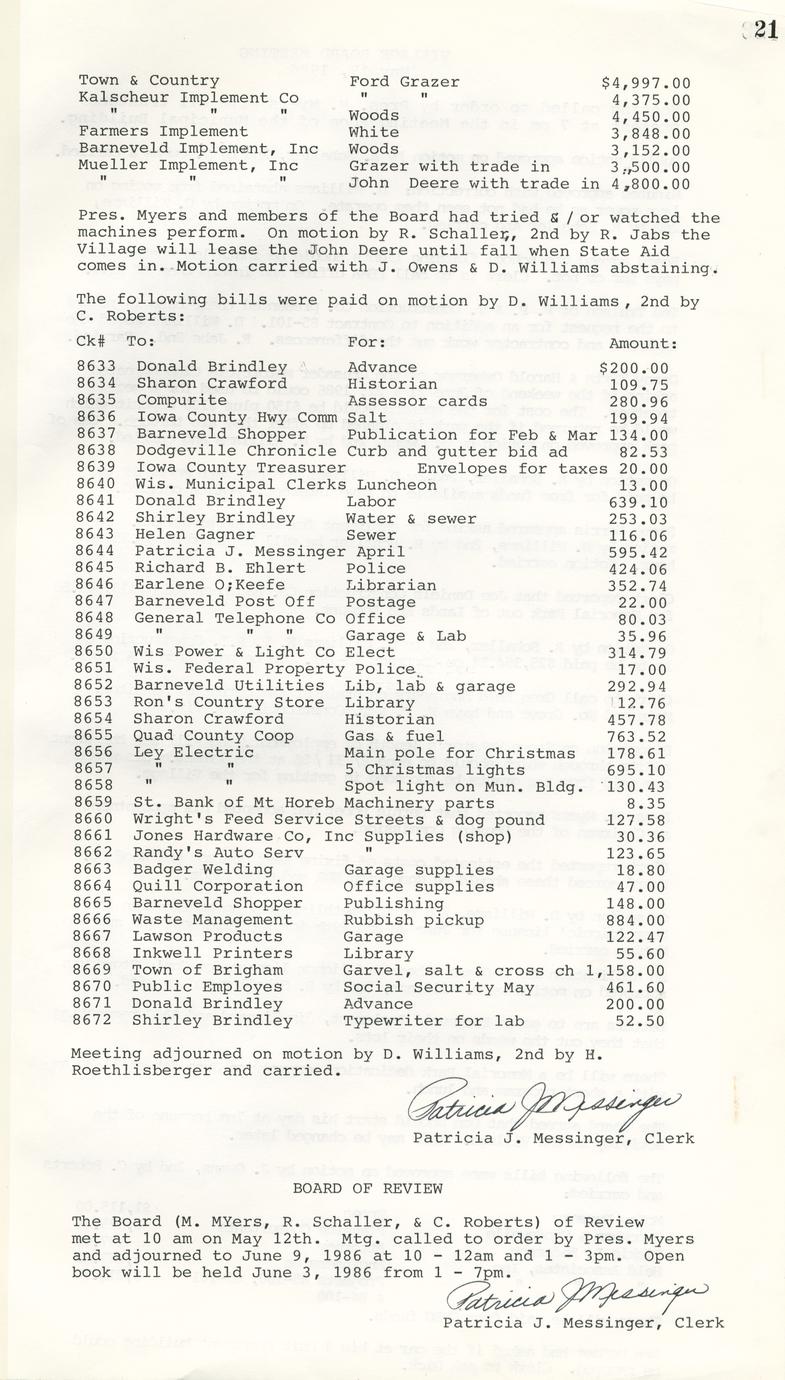 21
Town & Country Ford Grazer $4,997.00
Kalscheur Implement Co " " 4,375.00
" " " Woods 4,450.00
Farmers Implement White 3,848.00
Barneveld Implement, Inc Woods 3,152.00
Mueller Implement, Inc Grazer with trade in 3,,500.00
" " " John Deere with trade in 4,800.00
Pres. Myers and members of the Board had tried & / or watched the
machines perform. On motion by R. Schaller, 2nd by R. Jabs the
Village will lease the John Deere until fall when State Aid
comes in. Motion carried with J. Owens & D. Williams abstaining.
The following bills were paid on motion by D. Williams, 2nd by
C. Roberts:
Ck# To: For: Amount:
8633 Donald Brindley Advance $200.00
8634 Sharon Crawford Historian 109.75
8635 Compurite Assessor cards 280.96
8636 Iowa County Hwy Comm Salt 199.94
8637 Barneveld Shopper Publication for Feb & Mar 134.00
8638 Dodgeville Chronicle Curb and gutter bid ad 82.53
8639 Iowa County Treasurer Envelopes for taxes 20.00
8640 Wis. Municipal Clerks Luncheon 13.00
8641 Donald Brindley Labor 639.10
8642 Shirley Brindley Water & sewer 253.03
8643 Helen Gagner Sewer 116.06
8644 Patricia J. Messinger April 595.42
8645 Richard B. Ehlert Police 424.06
8646 Earlene O;Keefe Librarian 352.74
8647 Barneveld Post Off Postage 22.00
8648 General Telephone Co Office 80.03
8649 " " " Garage & Lab 35.96
8650 Wis Power & Light Co Elect 314.79
8651 Wis. Federal Property Police 17.00
8652 Barneveld Utilities Lib, lab & garage 292.94
8653 Ron's Country Store Library 12.76
8654 Sharon Crawford Historian 457.78
8655 Quad County Coop Gas & fuel 763.52
8656 Ley Electric Main pole for Christmas 178.61
8657 " " 5 Christmas lights 695.10
8658 " " Spot light on Mun. Bldg. 130.43
8659 St. Bank of Mt Horeb Machinery parts 8.35
8660 Wright's Feed Service Streets & dog pound 127.58
8661 Jones Hardware Co, Inc Supplies (shop) 30.36
8662 Randy's Auto Serv " 123.65
8663 Badger Welding Garage supplies 18.80
8664 Quill Corporation Office supplies 47.00
8665 Barneveld Shopper Publishing 148.00
8666 Waste Management Rubbish pickup 884.00
8667 Lawson Products Garage 122.47
8668 Inkwell Printers Library 55.60
8669 Town of Brigham Garvel, salt & cross ch 1,158.00
8670 Public Employes Social Security May 461.60
8671 Donald Brindley Advance 200.00
8672 Shirley Brindley Typewriter for lab 52.50
Meeting adjourned on motion by D. Williams, 2nd by H.
Roethlisberger and carried.
Patricia J Messinger
Patricia J. Messinger, Clerk
BOARD OF REVIEW
The Board (M. MYers, R. Schaller, & C. Roberts) of Review
met at 10 am on May 12th. Mtg. called to order by Pres. Myers
and adjourned to June 9, 1986 at 10 - 12am and 1 - 3pm. Open
book will be held June 3, 1986 from 1 - 7pm.
Patricia J Messinger
Patricia J. Messinger, Clerk